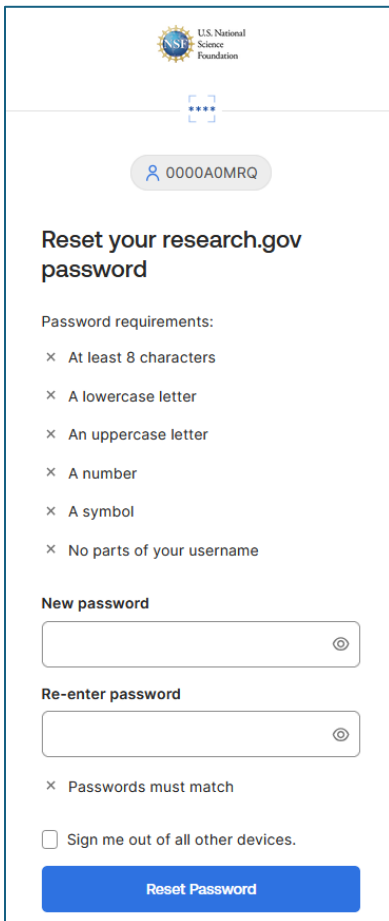 NSF
U.S. National
Science
Foundation
****
0000A0MRQ
Reset your research.gov
password
Password requirements:
× At least 8 characters
× A lowercase letter
× An uppercase letter
× A number
× A symbol
× No parts of your username
New password
Re-enter password
× Passwords must match
Sign me out of all other devices.
Reset Password